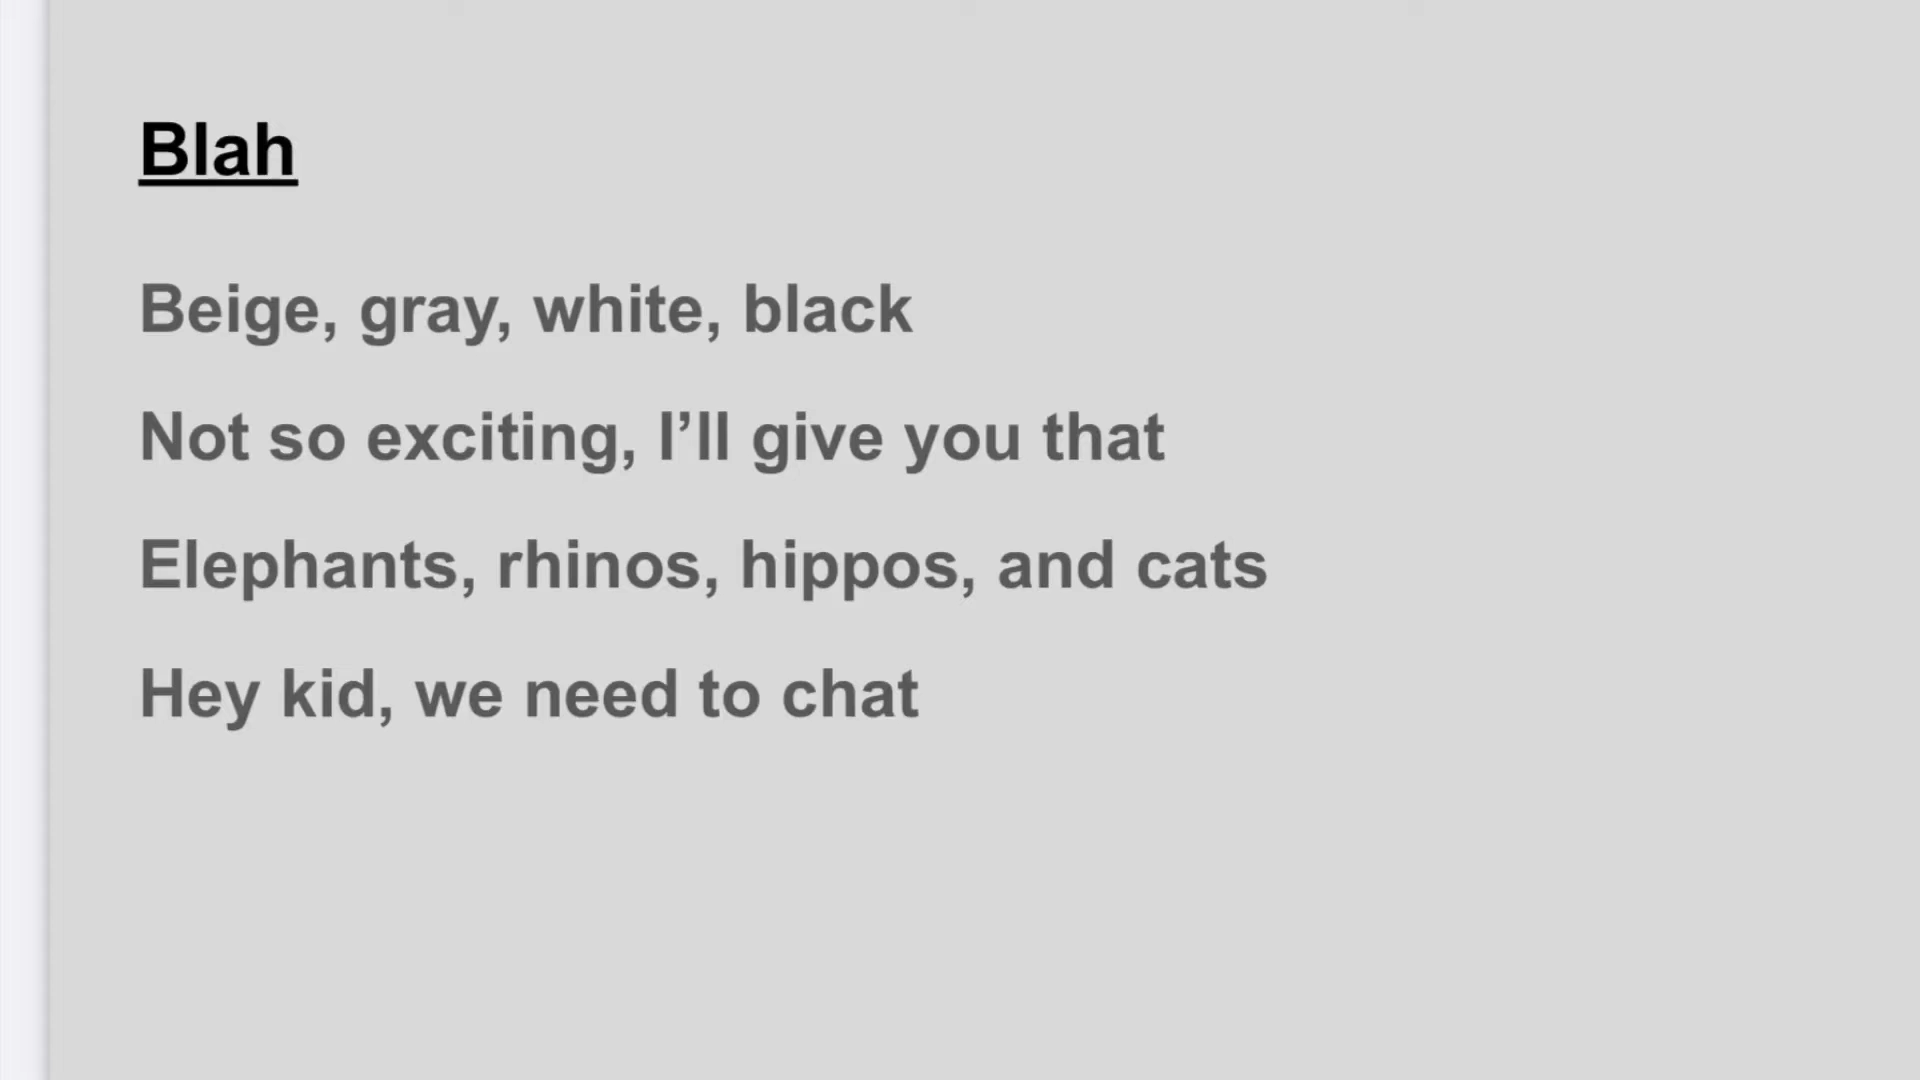 Blah
Beige, gray, white, black
Not so exciting, I’ll give you that
Elephants, rhinos, hippos, and cats
Hey kid, we need to chat